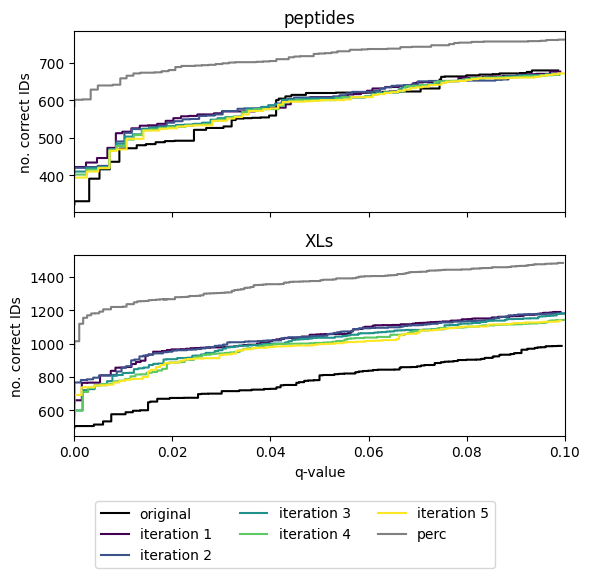 peptides
no. correct IDs
700
600
500
400
XLs
no. correct IDs
1400
1200
1000
800
600
0.00 0.02 0.04 0.06 0.08 0.10
q-value
original iteration 3 iteration 5
iteration 1 iteration 4 perc
iteration 2